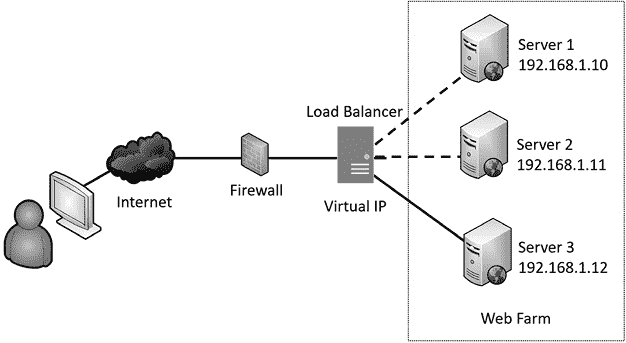 Server 1
192.168.1.10
Load Balancer
Server 2
192.168.1.11
Internet
Firewall
Virtual IP
Server 3
192.168.1.12
Web Farm